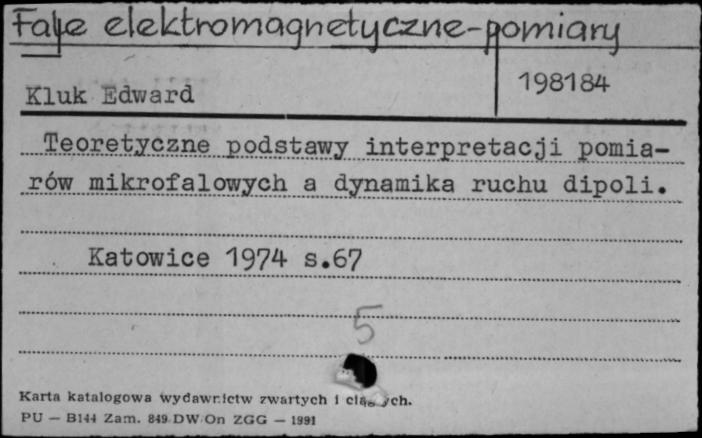 Fale elektromagnetyczne-pomiary
198184
Kluk Edward
Teoretyczne podstawy interpretacji pomia-
rów mikrofalowych a dynamika ruchu dipoli.
Katowice 1974 s.67
5
Karta katalogowa wydawnictw zwartych i ciągłych.
PU — B144 Zam. 849 DW On ZGG — 1991